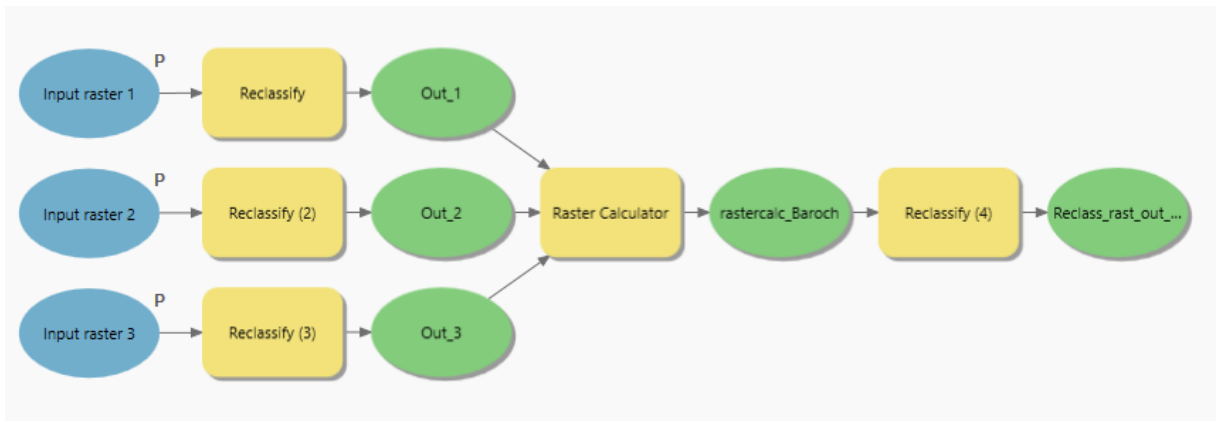 P
Input raster 1
Reclassify
Out_1
P
Input raster 2
Reclassify (2)
Out_2
Raster Calculator
rastercalc_Baroch
Reclassify (4)
Reclass_rast_out_...
P
Input raster 3
Reclassify (3)
Out_3